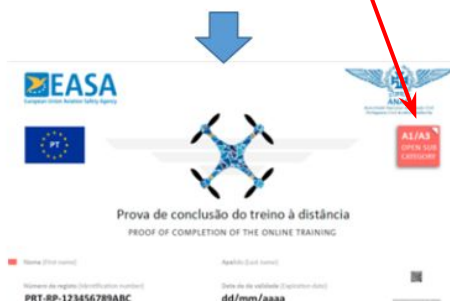 EASA
European Union Aviation Safety Agency
ANAC
PT
A1/A3
OPEN SUB
CATEGORY
Prova de conclusão do treino à distância
PROOF OF COMPLETION OF THE ONLINE TRAINING
Nome (First name)
Apelido (Last name)
Número de registo (Identification number)
Data de validade (Expiration date)
PRT-RP-123456789ABC
dd/mm/aaaa